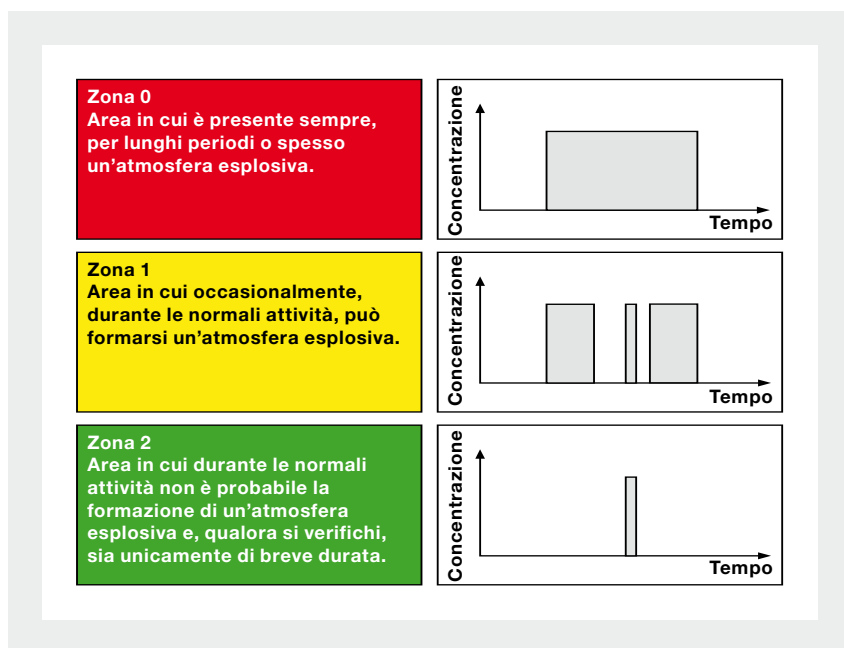 Zona 0
Area in cui è presente sempre,
per lunghi periodi o spesso
un’atmosfera esplosiva.
Concentrazione
Tempo
Zona 1
Area in cui occasionalmente,
durante le normali attività, può
formarsi un’atmosfera esplosiva.
Concentrazione
Tempo
Zona 2
Area in cui durante le normali
attività non è probabile la
formazione di un’atmosfera
esplosiva e, qualora si verifichi,
sia unicamente di breve durata.
Concentrazione
Tempo